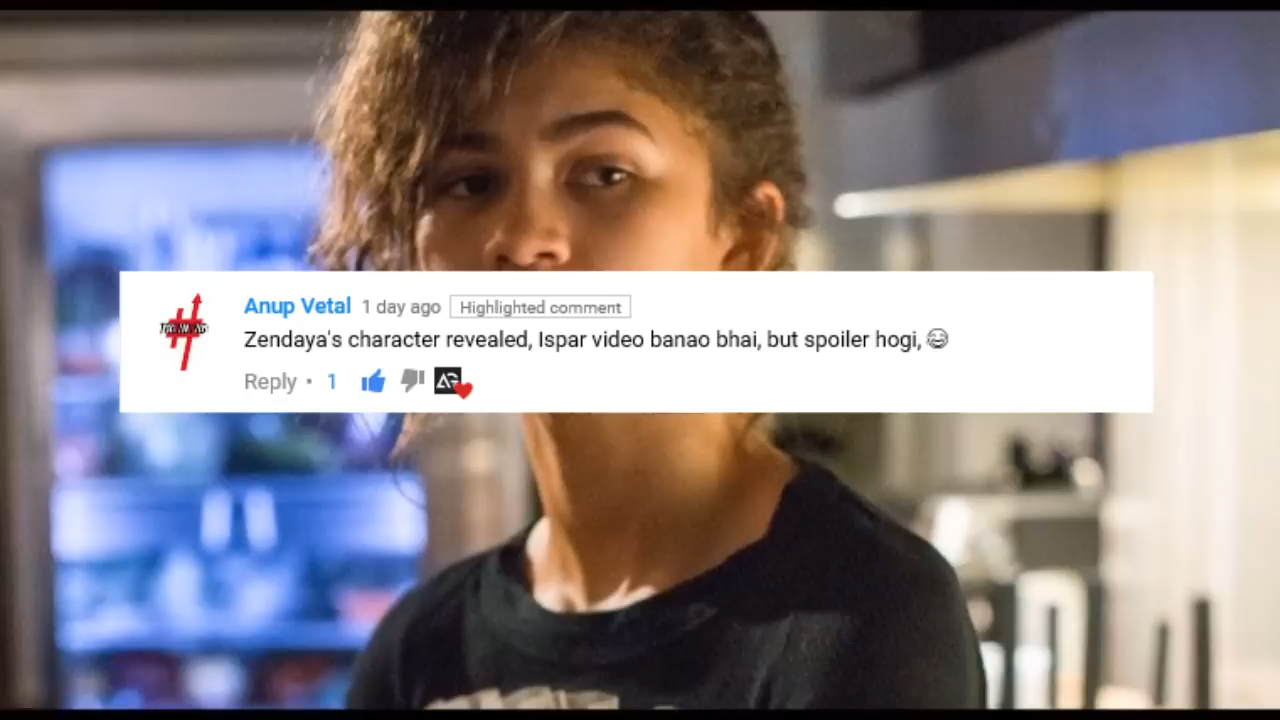 Anup Vetal 1 day ago Highlighted comment
Zendaya's character revealed, Ispar video banao bhai, but spoiler hogi, 😂
Reply • 1